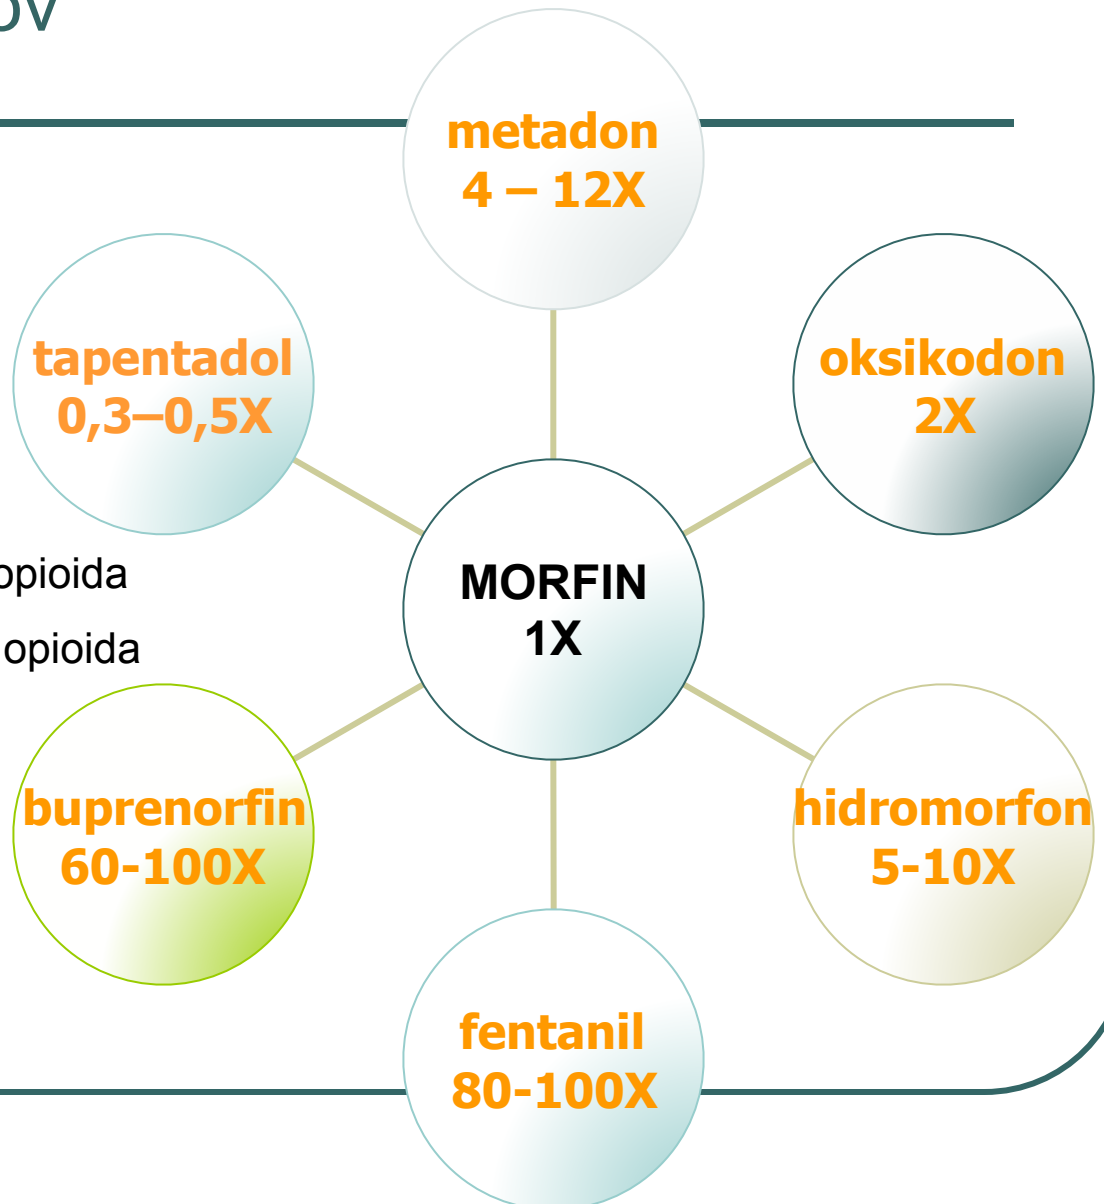 metadon
4 – 12X
tapentadol
0,3–0,5X
oksikodon
2X
opioida
opioida
MORFIN
1X
buprenorfin
60-100X
hidromorfon
5-10X
fentanil
80-100X